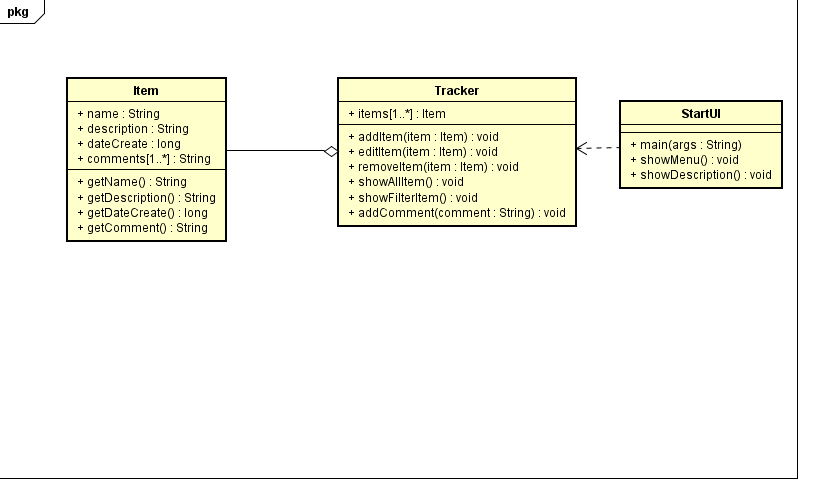 pkg
Item
+ name : String
+ description : String
+ dateCreate : long
+ comments[1..*] : String
+ getName() : String
+ getDescription() : String
+ getDateCreate() : long
+ getComment() : String
Tracker
+ items[1..*] : Item
+ addItem(item : Item) : void
+ editItem(item : Item) : void
+ removeItem(item : Item) : void
+ showAllItem() : void
+ showFilterItem() : void
+ addComment(comment : String) : void
StartUI
+ main(args : String)
+ showMenu() : void
+ showDescription() : void